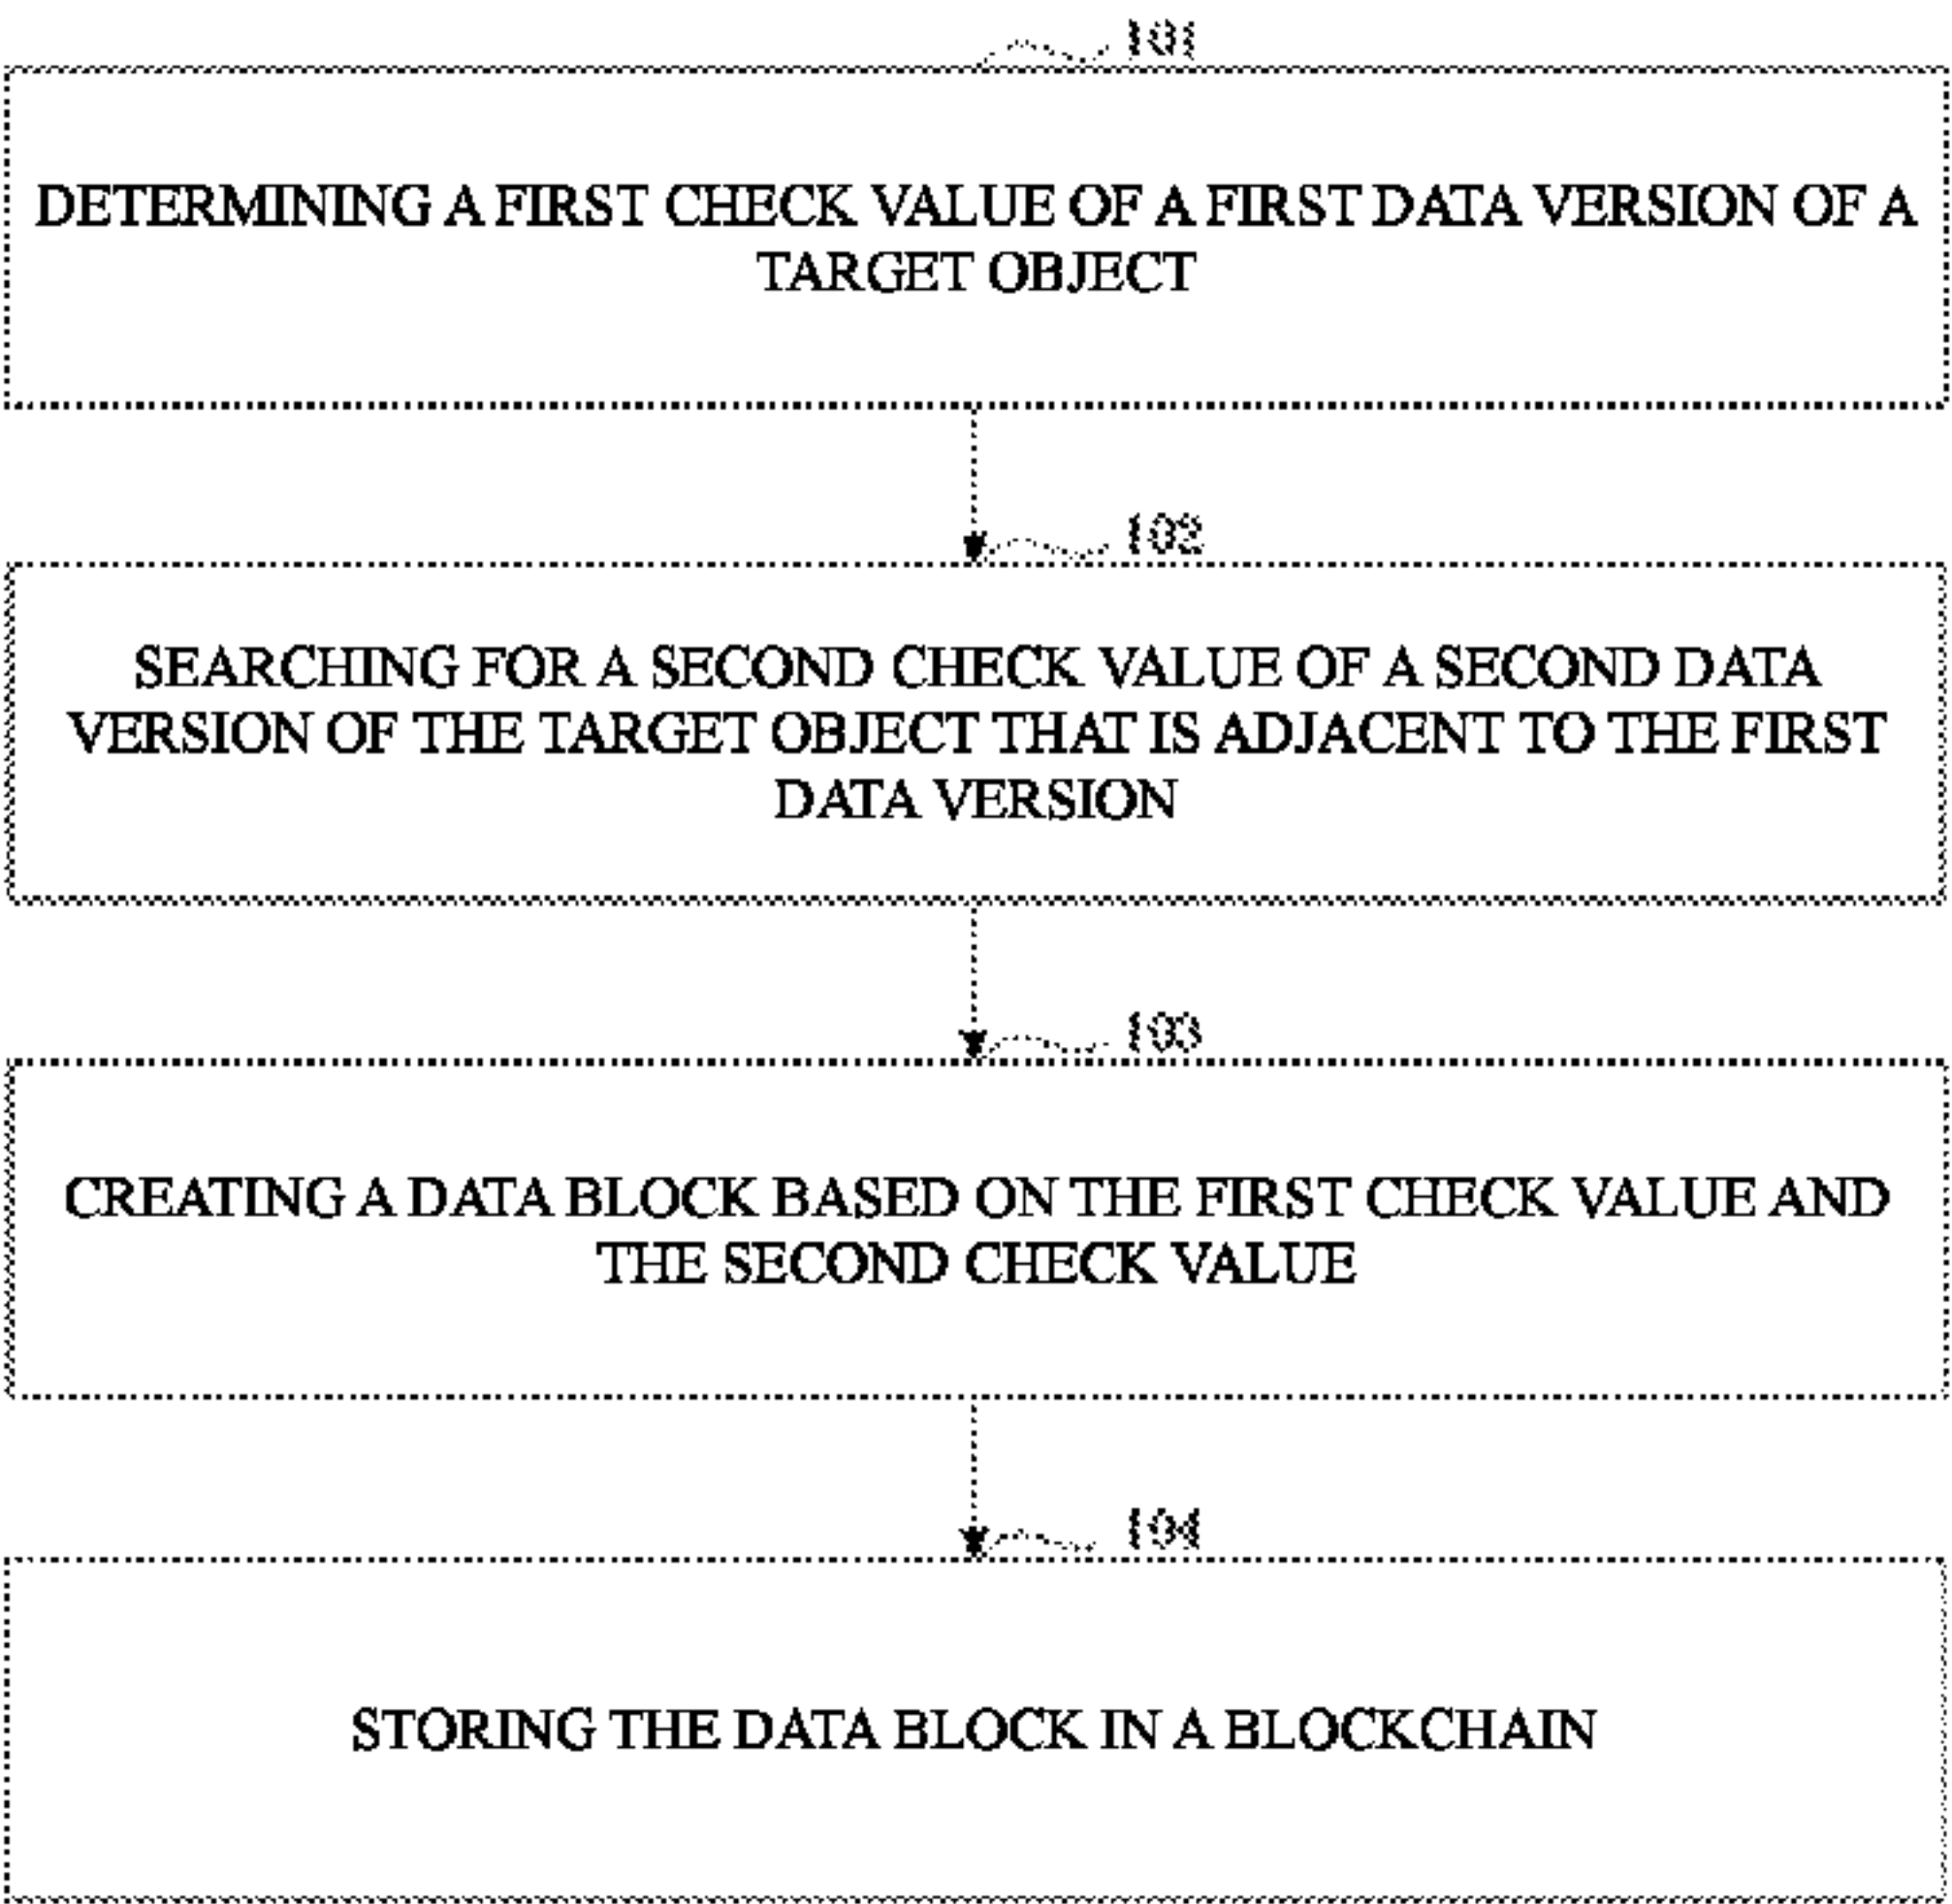 101
DETERMINING A FIRST CHECK VALUE OF A FIRST DATA VERSION OF A
TARGET OBJECT
102
SEARCHING FOR A SECOND CHECK VALUE OF A SECOND DATA
VERSION OF THE TARGET OBJECT THAT IS ADJACENT TO THE FIRST
DATA VERSION
103
CREATING A DATA BLOCK BASED ON THE FIRST CHECK VALUE AND
THE SECOND CHECK VALUE
104
STORING THE DATA BLOCK IN A BLOCKCHAIN